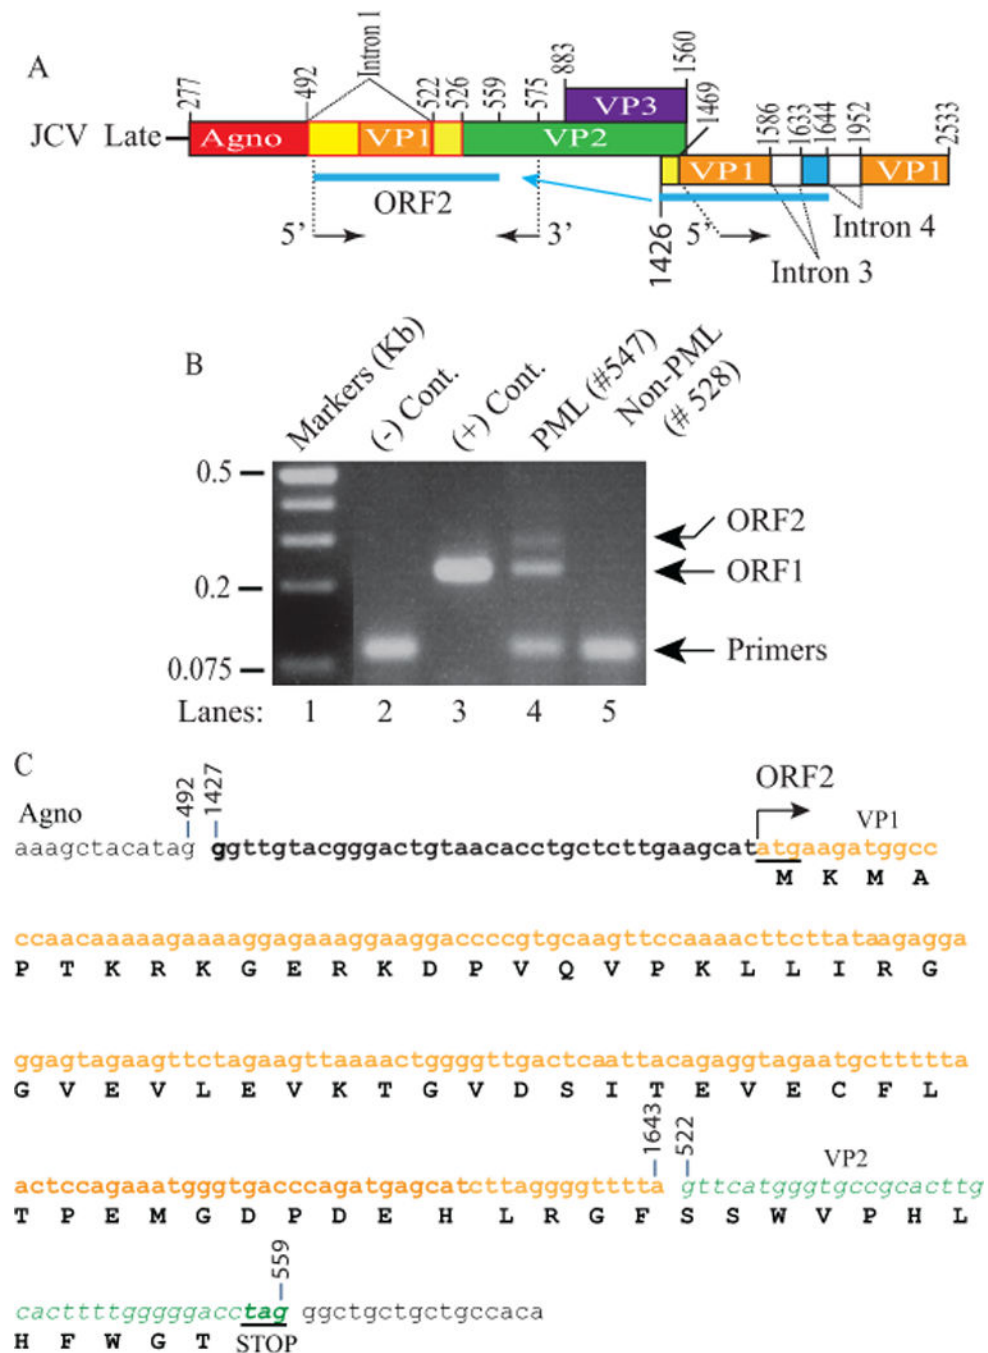 A
277
492
Intron 1
522
526
559
575
883
1560
1469
1586
1633
1644
1952
2533
JCV Late
Agno
VP1
VP2
VP3
VP1
VP1
ORF2
5’
3’
1426
5’
Intron 4
Intron 3
B
Markers (Kb)
(-) Cont.
(+) Cont.
PML (#547)
Non-PML
(# 528)
0.5
0.2
0.075
ORF2
ORF1
Primers
Lanes: 1 2 3 4 5
C
Agno
492
1427
ORF2
VP1
aaagctacatag ggttgtacgggactgtaacacctgctcttgaagcatatgaagatggcc
M K M A
ccaacaaaaagaaaaggagaaaggaaggaccccgtgcaagttccaaaacttcttataagagga
P T K R K G E R K D P V Q V P K L L I R G
ggagtagaagttctagaagttaaaactggggttgactcaattacagaggtagaatgcttttta
G V E V L E V K T G V D S I T E V E C F L
1643
522
VP2
actccagaaatgggtgacccagatgagcatcttaggggtttta gttcatgggtgccgcacttg
T P E M G D P D E H L R G F S S W V P H L
559
cacttttgggggacctag ggctgctgctgccaca
H F W G T STOP